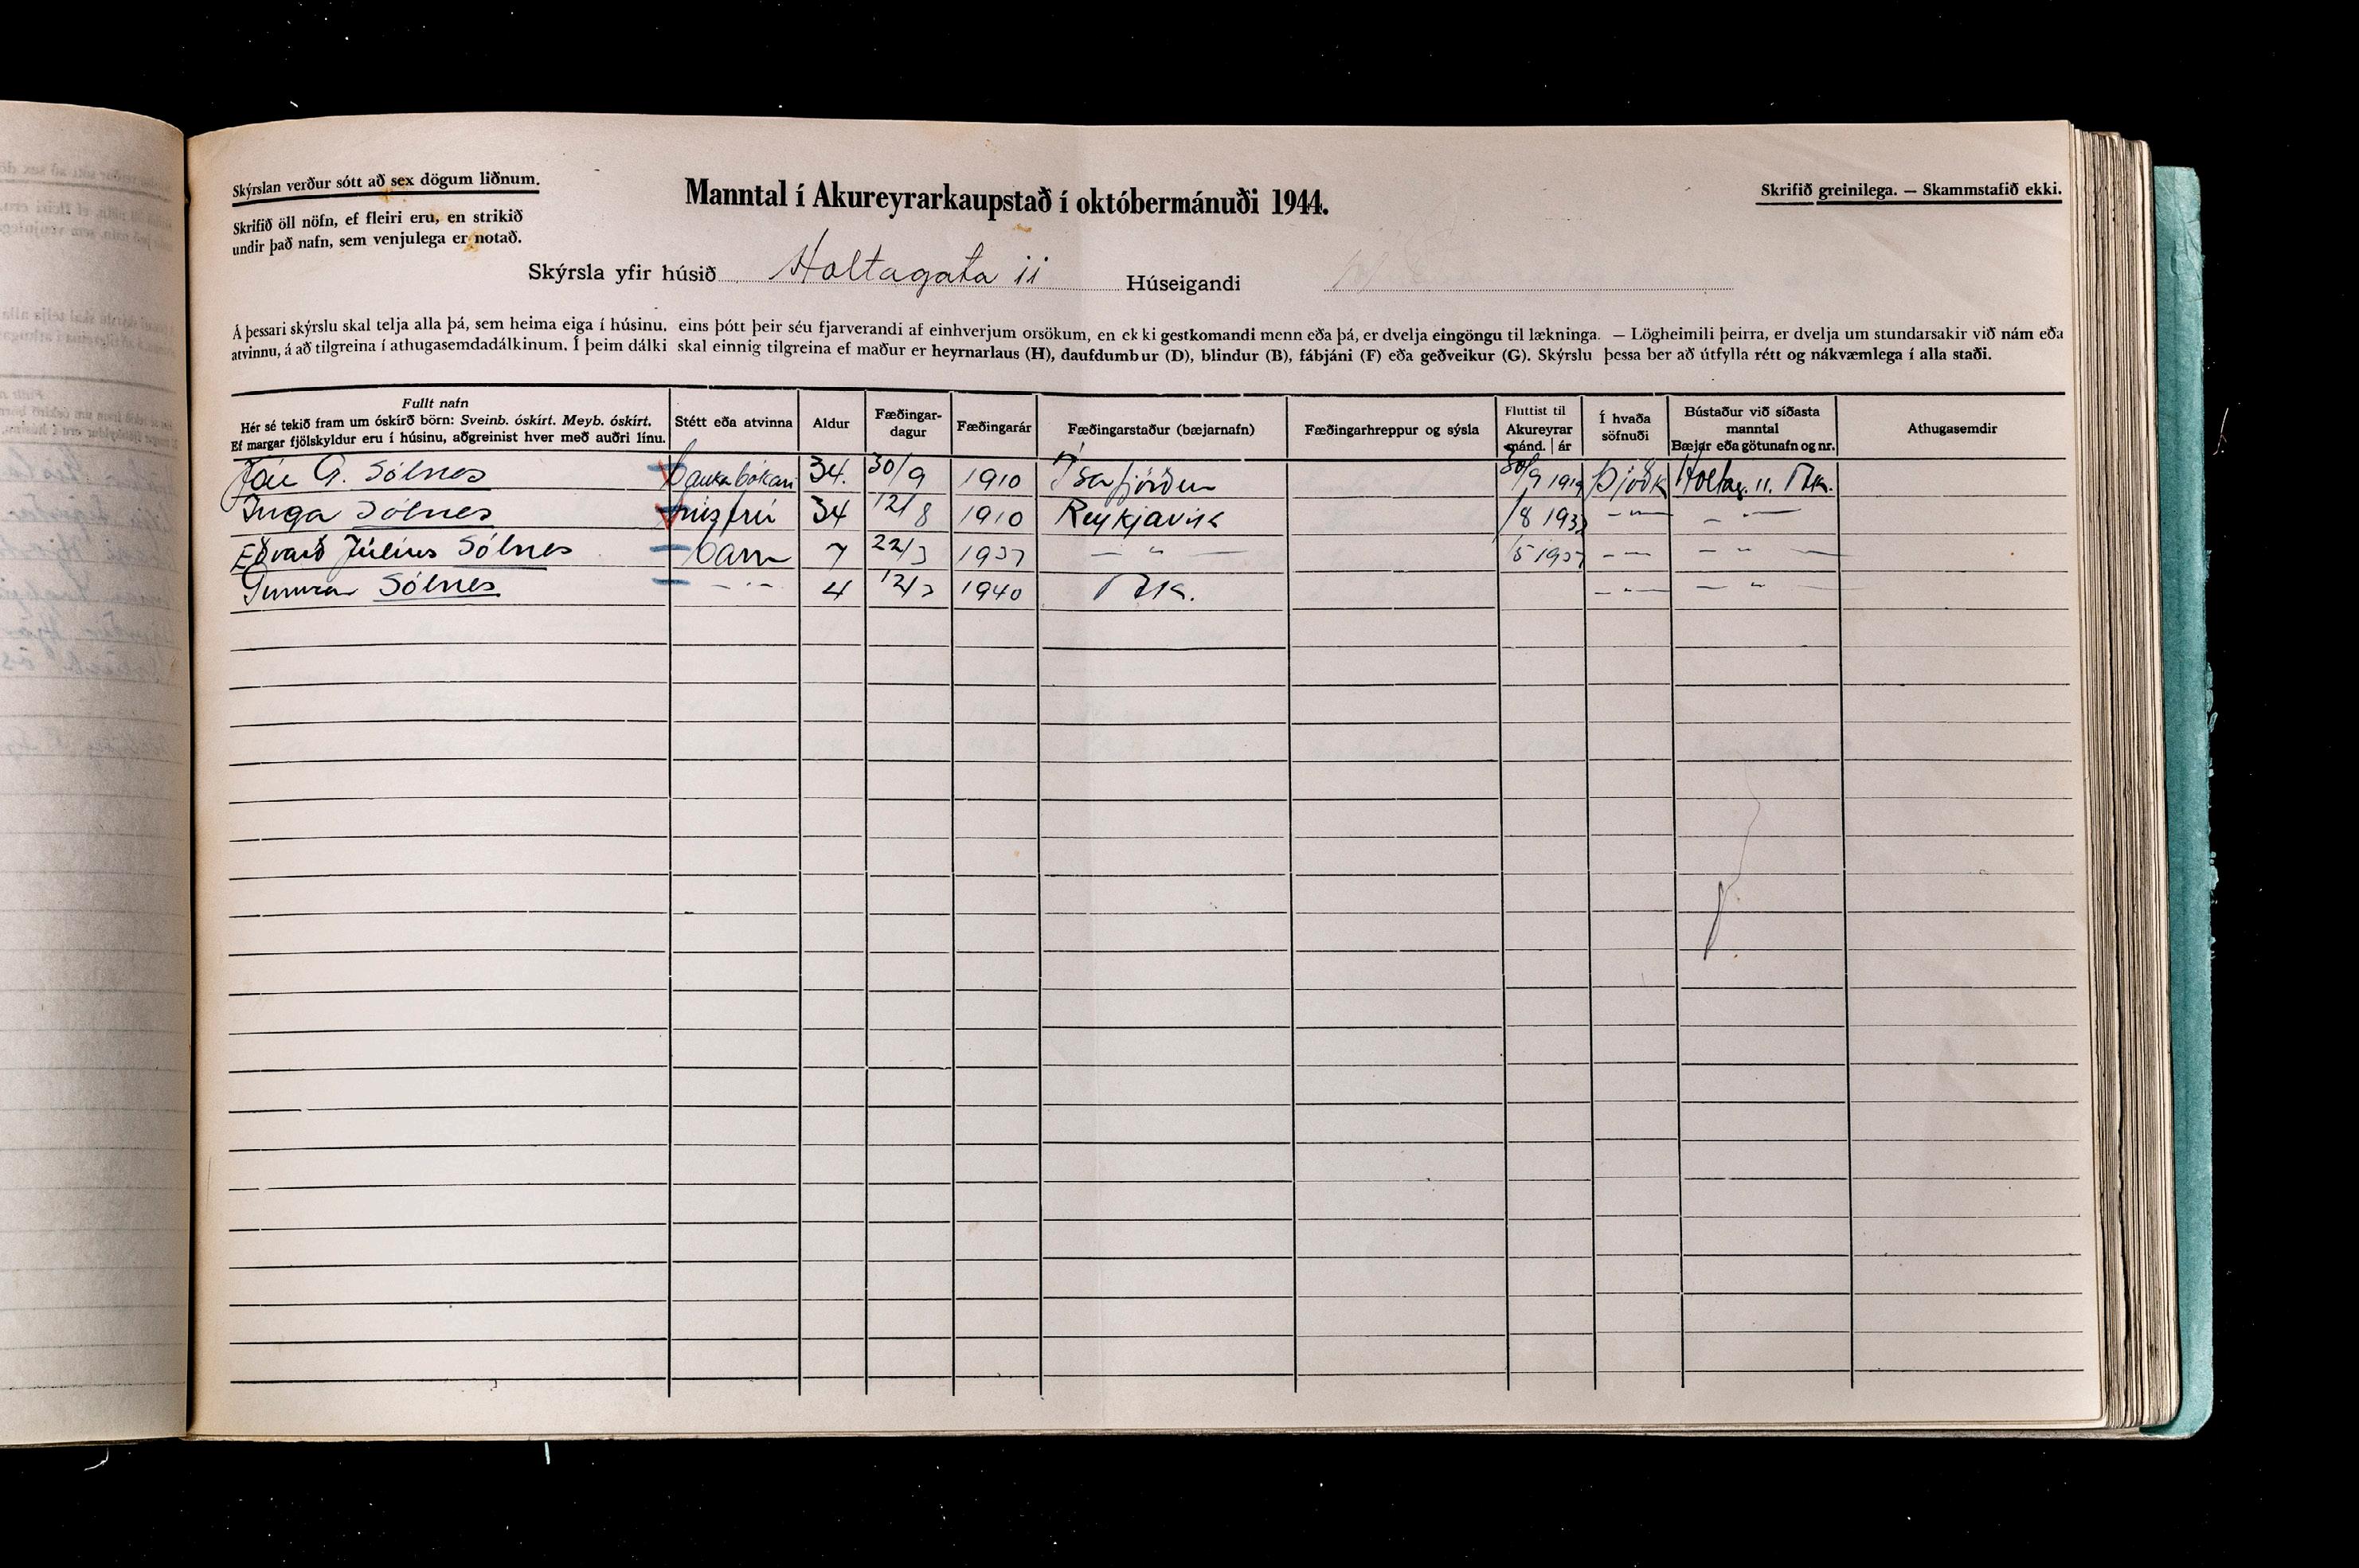 Skýrslan verður sótt að sex dögum liðnum.
Skrifið öll nöfn, ef fleiri eru, en strikið
undir það nafn, sem venjulega er notað.
Manntal í Akureyrarkaupstað í októbermánuði 1944.
Skrifið greinilega. — Skammstafið ekki.
Skýrsla yfir húsið Holtagata 11 Húseigandi
Á þessari skýrslu skal telja alla þá, sem heima eiga í húsinu, eins þótt þeir séu fjarverandi af einhverjum orsökum, en ekki gestkomandi menn eða þá, er dvelja eingöngu til lækninga. — Lögheimili þeirra, er dvelja um stundarsakir við nám eða
atvinnu, á að tilgreina í athugasemdadálkinum. Í þeim dálki skal einnig tilgreina ef maður er heyrnarlaus (H), daufdumbur (D), blindur (B), fábjáni (F) eða geðveikur (G). Skýrslu þessa ber að útfylla rétt og nákvæmlega í alla staði.
Fullt nafn
Hér sé tekið fram um óskírð börn: Sveinb. óskírt. Meyb. óskírt.
Ef margar fjölskyldur eru í húsinu, aðgreinist hver með auðri línu.
Stétt eða atvinna
Aldur
Fæðingar-
dagur
Fæðingarár
Fæðingarstaður (bæjarnafn)
Fæðingarhreppur og sýsla
Fluttist til
Akureyrar
mánd. | ár
Í hvaða
söfnuði
Bústaður við síðasta
manntal
Bæjar eða götunafn og nr.
Athugasemdir
Jón G. Sólnes bankabókari 34. 30/9 1910 Ísafjörður 30/9 1919 Þjóðk Holtag. 11. Ak.
Inga Sólnes húsfrú 34 12/8 1910 Reykjavík /8 193 — " — — " —
Eðvarð Júlíus Sólnes barn 7 22/3 1937 — " — /5 1937 — — — " —
Gunnar Sólnes — " — 4 12/3 1940 Ak. — " — — " —